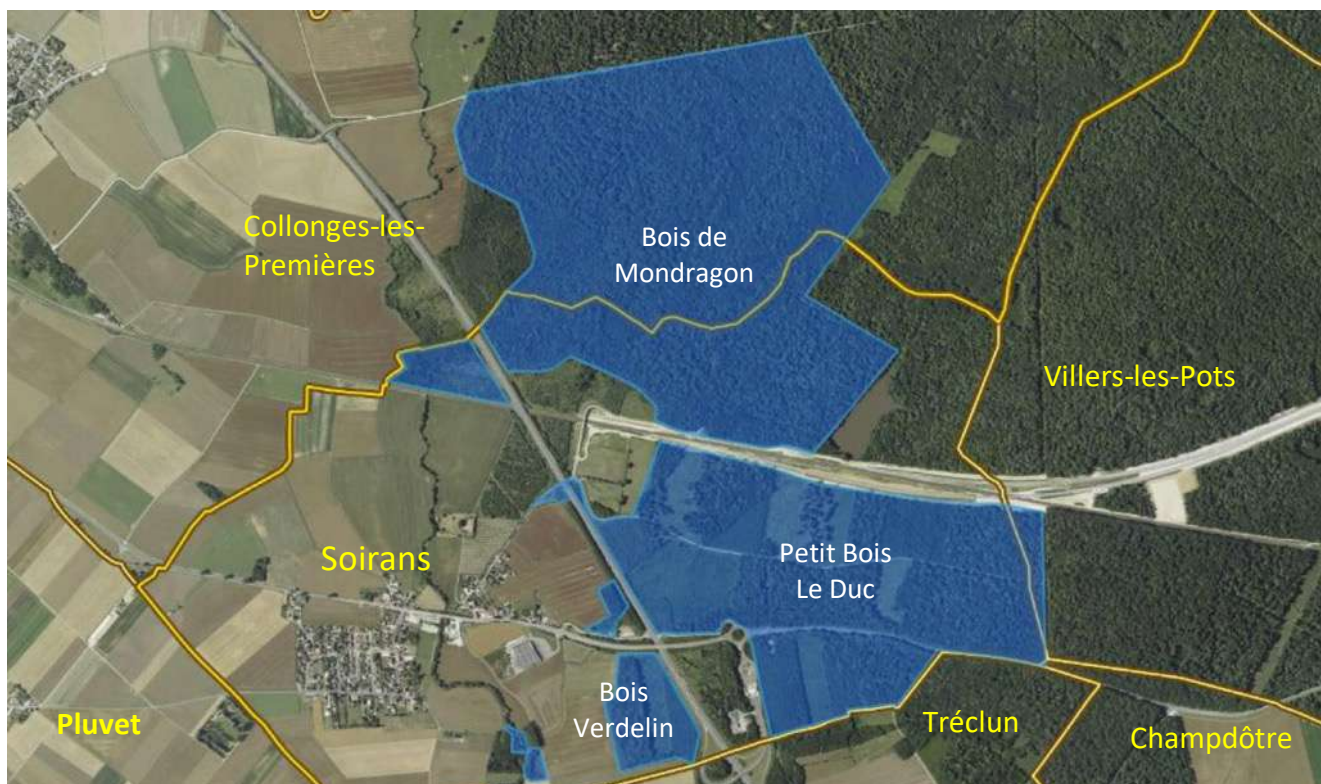 Collonges-les-
Premières
Bois de
Mondragon
Villers-les-Pots
Soirans
Petit Bois
Le Duc
Bois
Verdelin
Pluvet
Tréclun
Champdôtre